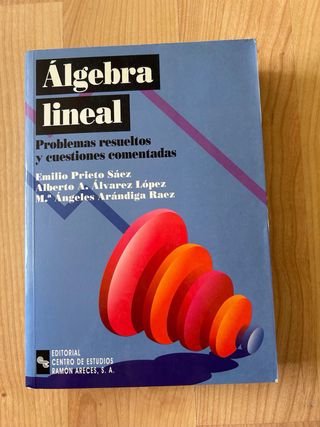 Álgebra
lineal
Problemas resueltos
y cuestiones comentadas
Emilio Prieto Sáez
Alberto A. Álvarez López
M.ª Ángeles Arándiga Raez
EDITORIAL
CENTRO DE ESTUDIOS
RAMON ARECES, S. A.